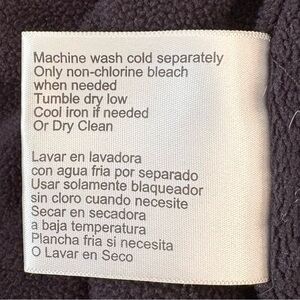 Machine wash cold separately
Only non-chlorine bleach
when needed
Tumble dry low
Cool iron if needed
Or Dry Clean
Lavar en lavadora
con agua fria por separado
Usar solamente blaqueador
sin cloro cuando necesite
Secar en secadora
a baja temperatura
Plancha fria si necesita
O Lavar en Seco